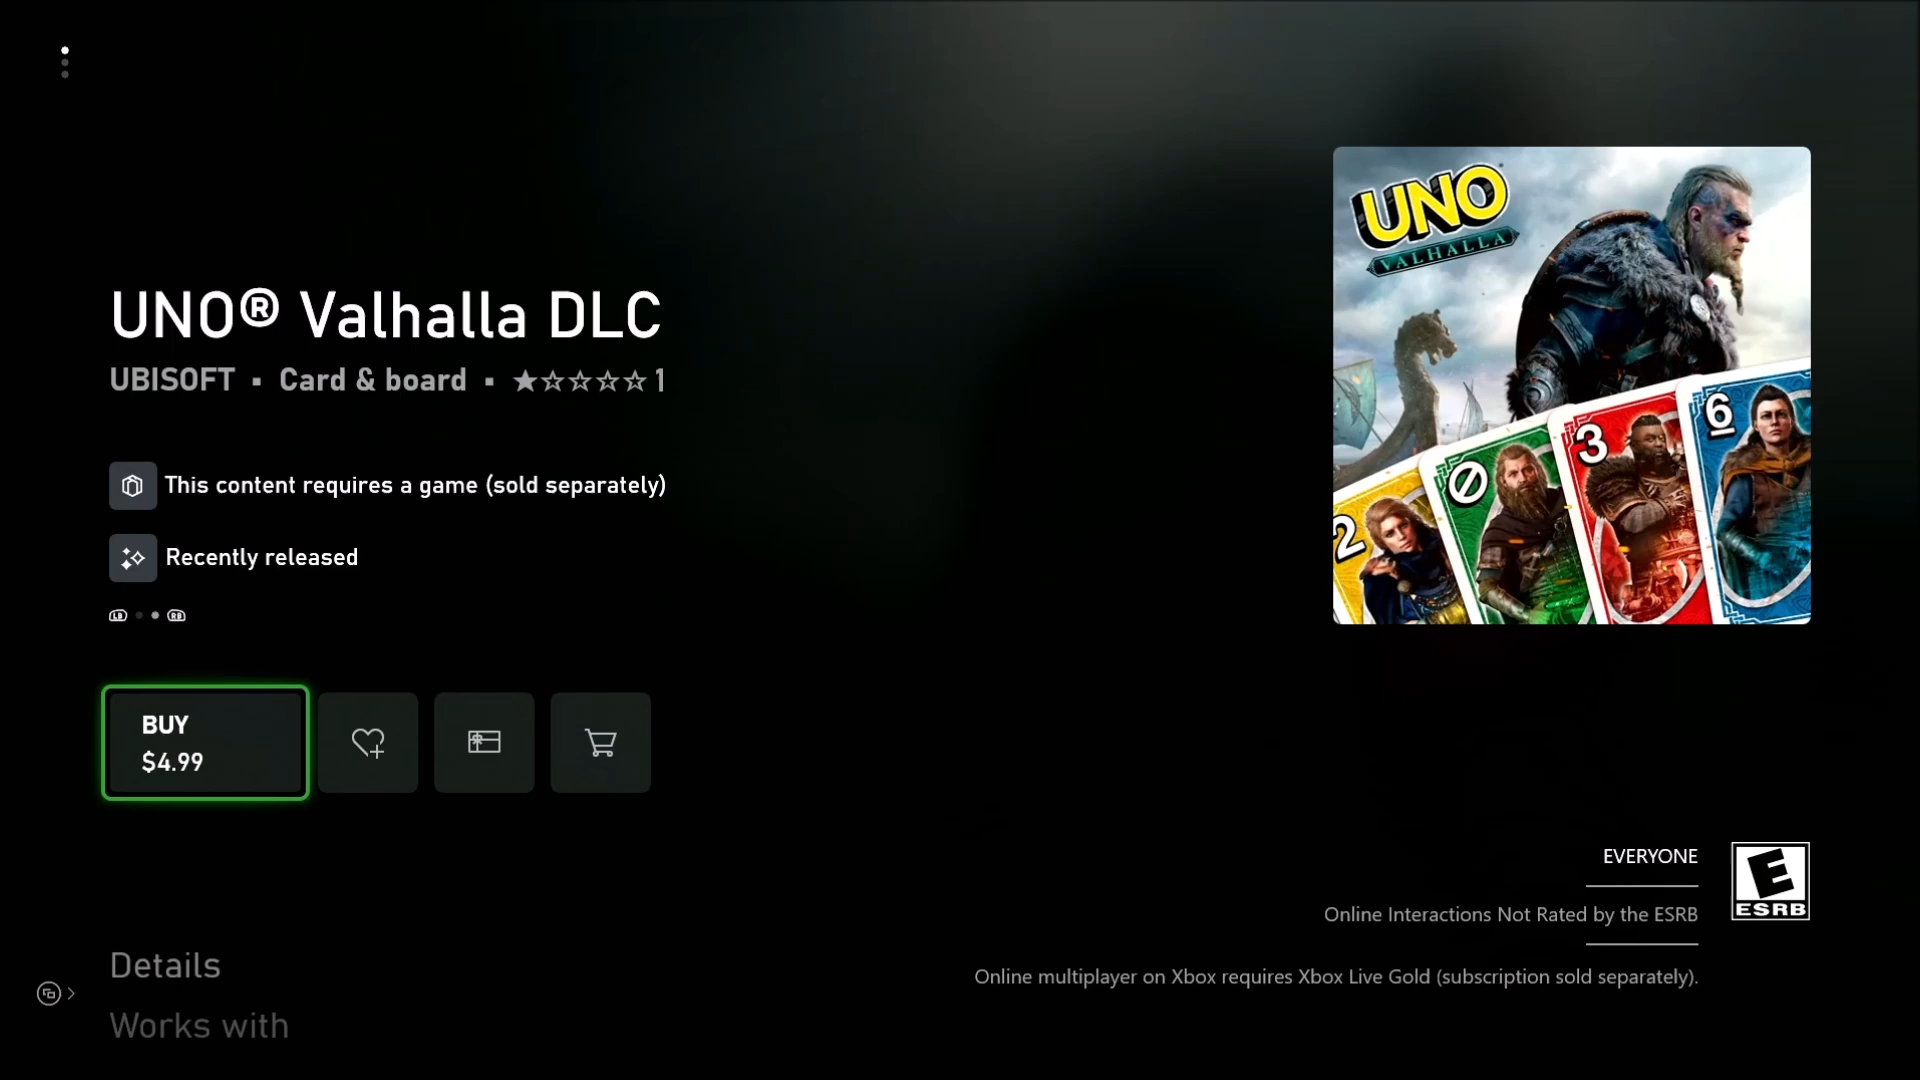 UNO
VALHALLA
UNO® Valhalla DLC
UBISOFT ▪ Card & board ▪ ★☆☆☆☆ 1
This content requires a game (sold separately)
Recently released
LB RB
2
3
6
BUY
$4.99
EVERYONE
Online Interactions Not Rated by the ESRB
E
ESRB
Online multiplayer on Xbox requires Xbox Live Gold (subscription sold separately).
Details
Works with